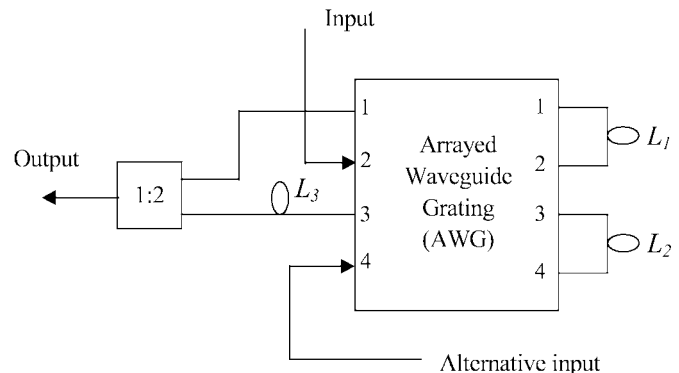 Input
1
2
3
4
Arrayed
Waveguide
Grating
(AWG)
1
2
3
4
L1
L2
Output
1:2
L3
Alternative input